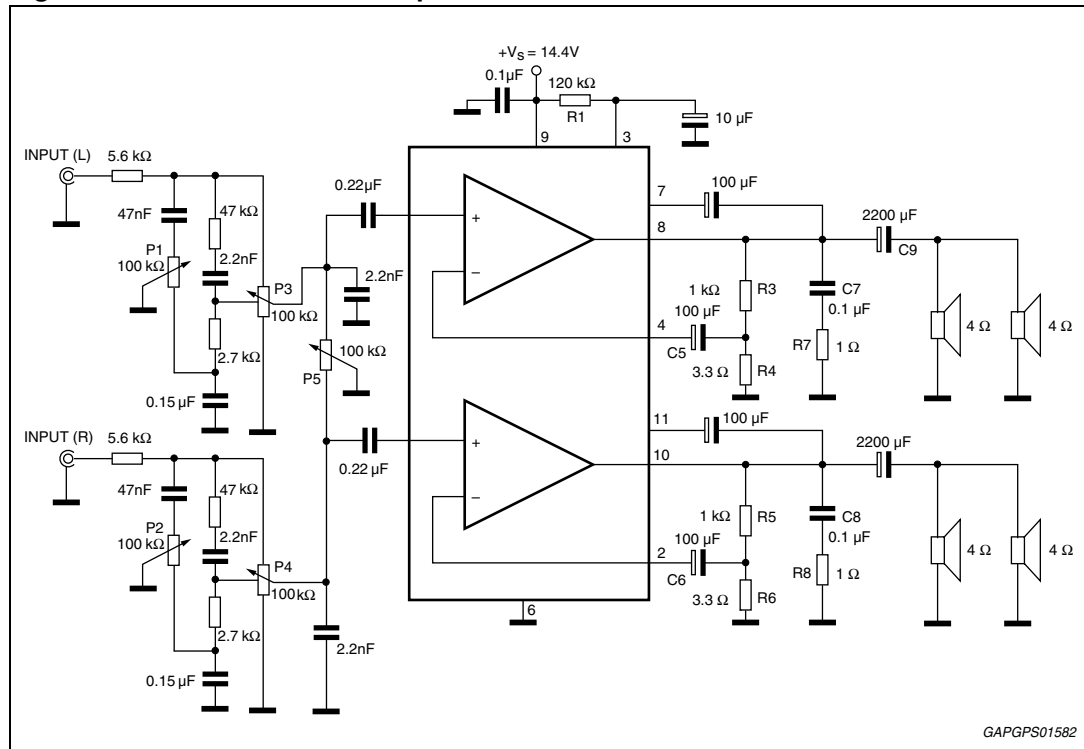 +Vs = 14.4V
0.1µF
120 kΩ
R1
10 µF
9
3
INPUT (L)
5.6 kΩ
47nF
47 kΩ
P1
100 kΩ
2.2nF
P3
100 kΩ
2.7 kΩ
0.15 µF
0.22µF
2.2nF
100 kΩ
P5
0.22 µF
+
−
7
100 µF
8
2200 µF
C9
1 kΩ
R3
C7
0.1 µF
100 µF
4
C5
R7
1 Ω
3.3 Ω
R4
4 Ω
4 Ω
INPUT (R)
5.6 kΩ
47nF
47 kΩ
P2
100 kΩ
2.2nF
P4
100kΩ
2.7 kΩ
0.15 µF
2.2nF
+
−
11
100 µF
10
2200 µF
1 kΩ
R5
C8
0.1 µF
100 µF
2
C6
R8
1 Ω
3.3 Ω
R6
4 Ω
4 Ω
6
GAPGPS01582